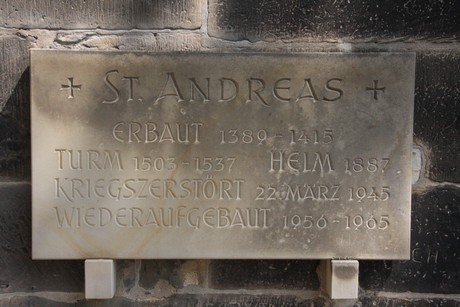 + ST. ANDREAS +
ERBAUT 1389-1415
TURM 1503-1537 HELM 1887
KRIEGSZERSTÖRT 22. MÄRZ 1945
WIEDERAUFGEBAUT 1956-1965